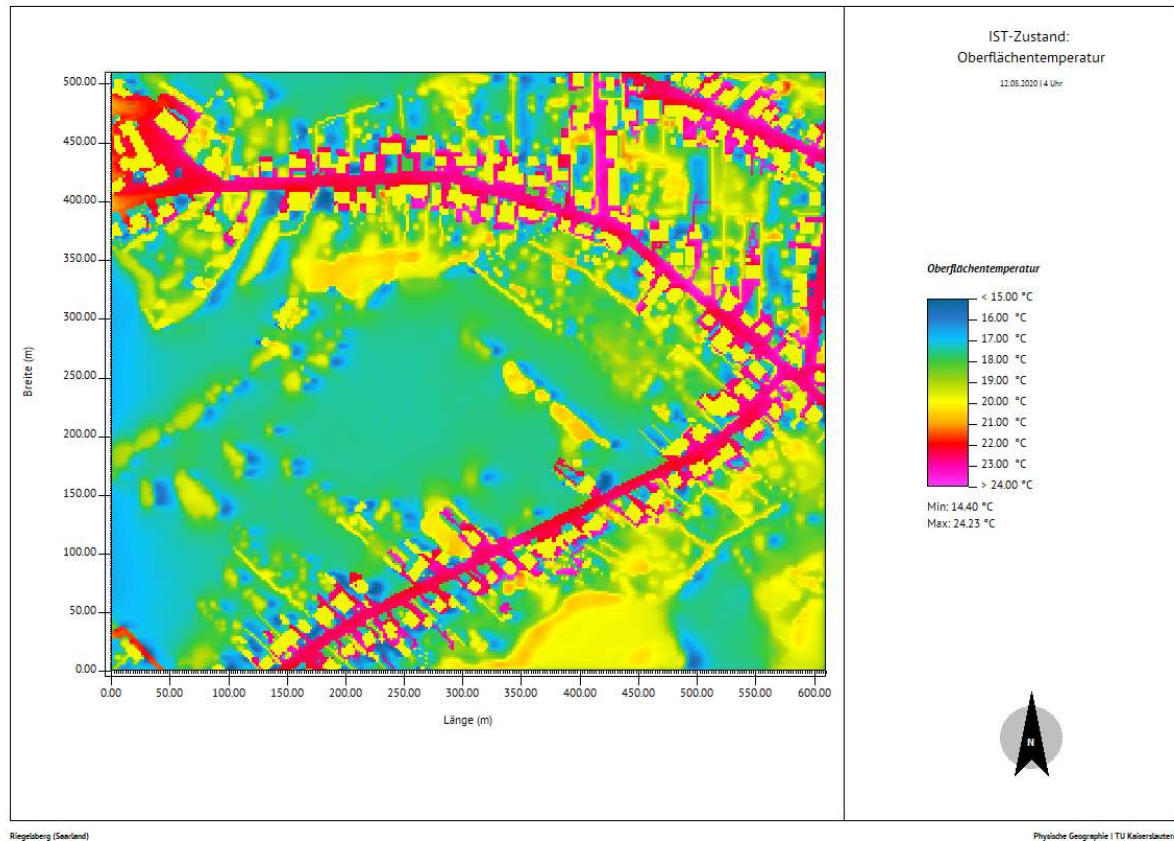 IST-Zustand:
Oberflächentemperatur
12.08.2020 | 4 Uhr
500.00
450.00
400.00
350.00
300.00
250.00
200.00
150.00
100.00
50.00
0.00
Breite (m)
0.00 50.00 100.00 150.00 200.00 250.00 300.00 350.00 400.00 450.00 500.00 550.00 600.00
Länge (m)
Oberflächentemperatur
< 15.00 °C
16.00 °C
17.00 °C
18.00 °C
19.00 °C
20.00 °C
21.00 °C
22.00 °C
23.00 °C
> 24.00 °C
Min: 14.40 °C
Max: 24.23 °C
N
Riegelsberg (Saarland)
Physische Geographie | TU Kaiserslautern